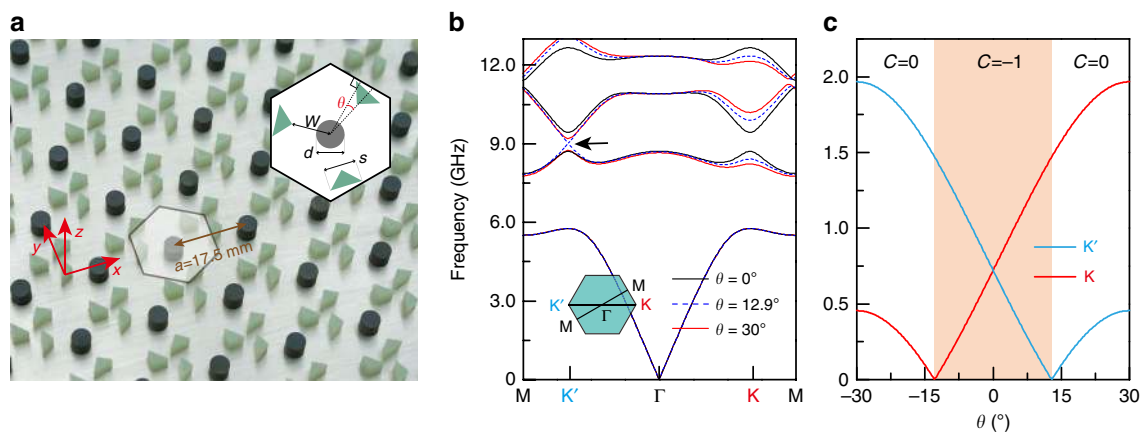 a
θ
W
d
s
y
z
x
a=17.5 mm
b
Frequency (GHz)
12.0
9.0
6.0
3.0
0
M
K′
Γ
K
M
K′
M
Γ
M
K
θ = 0°
θ = 12.9°
θ = 30°
c
C=0
C=−1
C=0
2.0
1.5
1.0
0.5
0
K′
K
−30
−15
0
15
30
θ (°)